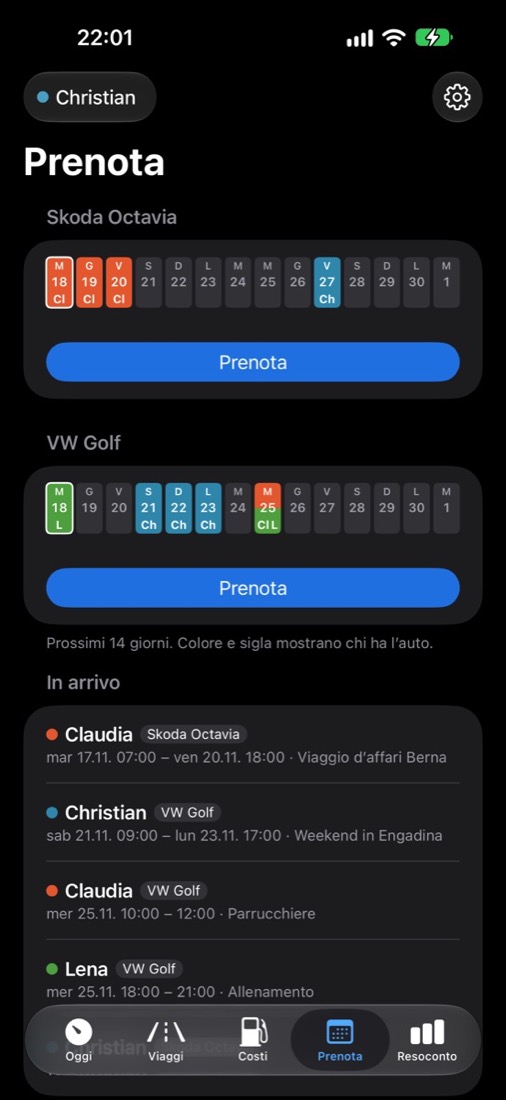 22:01
Christian
Prenota
Skoda Octavia
M G V S D L M M G V S D L M
18 19 20 21 22 23 24 25 26 27 28 29 30 1
Cl Cl Cl Ch
Prenota
VW Golf
M G V S D L M M G V S D L M
18 19 20 21 22 23 24 25 26 27 28 29 30 1
L Ch Ch Ch Cl L
Prenota
Prossimi 14 giorni. Colore e sigla mostrano chi ha l’auto.
In arrivo
Claudia Skoda Octavia
mar 17.11. 07:00 – ven 20.11. 18:00 · Viaggio d’affari Berna
Christian VW Golf
sab 21.11. 09:00 – lun 23.11. 17:00 · Weekend in Engadina
Claudia VW Golf
mer 25.11. 10:00 – 12:00 · Parrucchiere
Lena VW Golf
mer 25.11. 18:00 – 21:00 · Allenamento
Christian Skoda Octavia
Oggi Viaggi Costi Prenota Resoconto